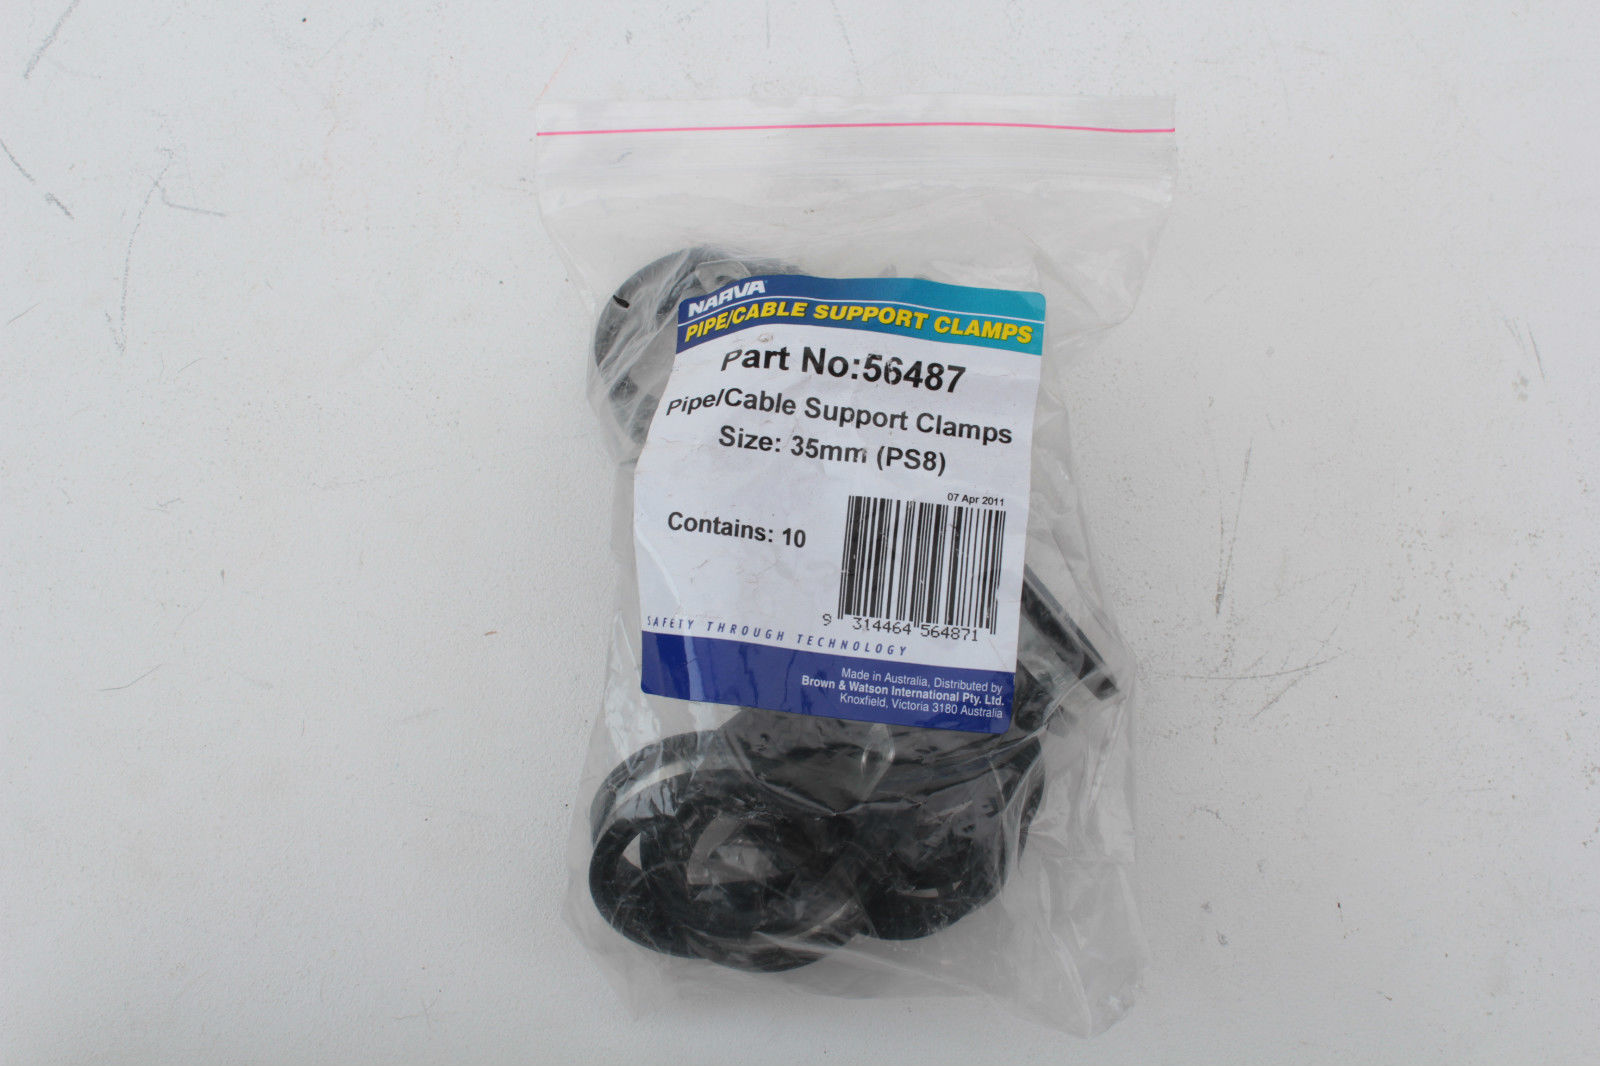 NARVA
PIPE/CABLE SUPPORT CLAMPS
Part No:56487
Pipe/Cable Support Clamps
Size: 35mm (PS8)
07 Apr 2011
Contains: 10
9 314464 564871
SAFETY THROUGH TECHNOLOGY
Made in Australia, Distributed by
Brown & Watson International Pty. Ltd.
Knoxfield, Victoria 3180 Australia